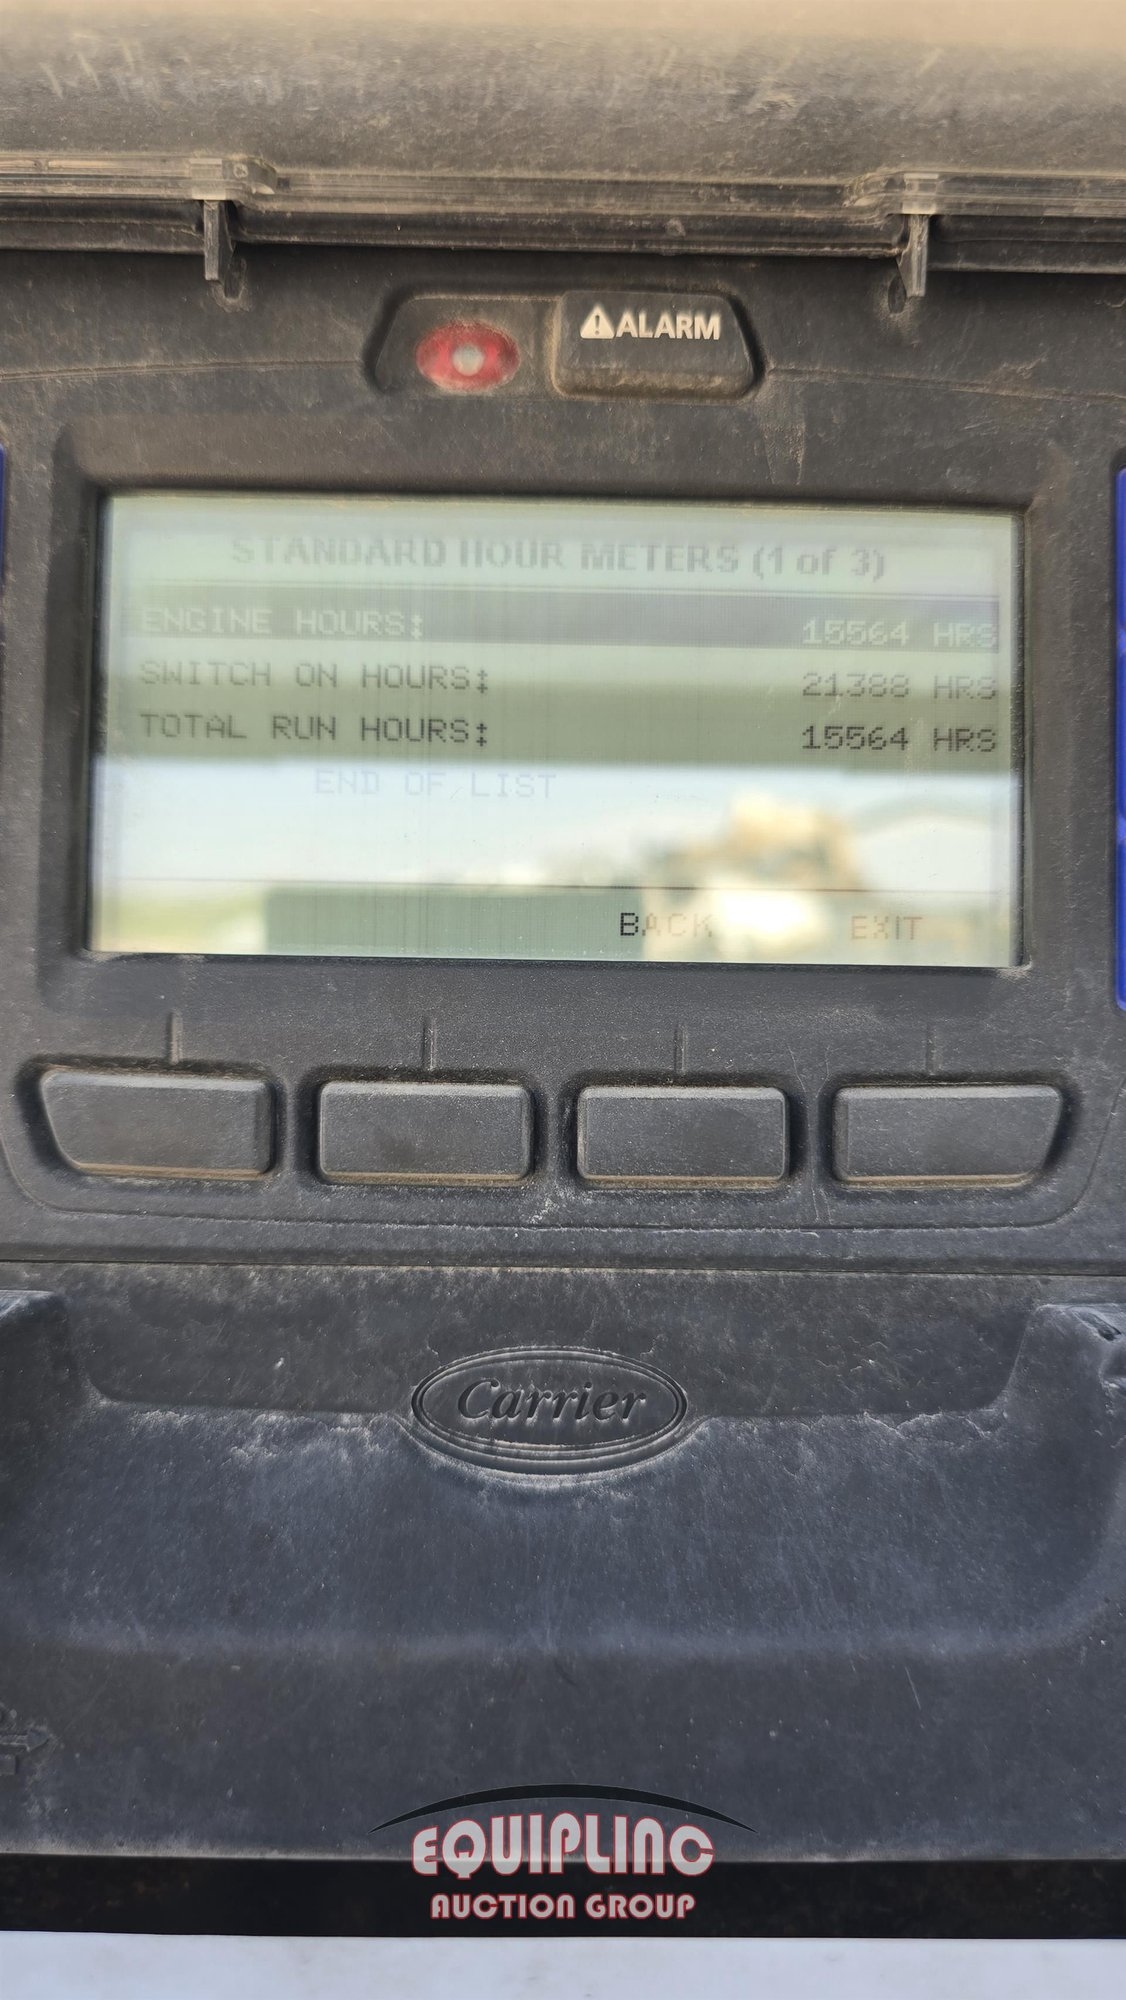 ⚠ALARM
STANDARD HOUR METERS (1 of 3)
ENGINE HOURS: 15564 HRS
SWITCH ON HOURS: 21388 HRS
TOTAL RUN HOURS: 15564 HRS
END OF LIST
BACK EXIT
Carrier
EQUIPLINC
AUCTION GROUP